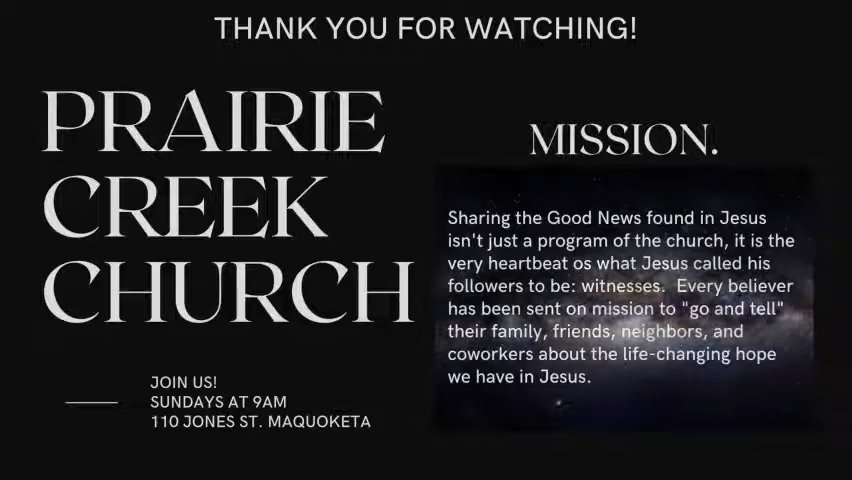 THANK YOU FOR WATCHING!
PRAIRIE
CREEK
CHURCH
JOIN US!
SUNDAYS AT 9AM
110 JONES ST. MAQUOKETA
MISSION.
Sharing the Good News found in Jesus
isn't just a program of the church, it is the
very heartbeat os what Jesus called his
followers to be: witnesses.  Every believer
has been sent on mission to "go and tell"
their family, friends, neighbors, and
coworkers about the life-changing hope
we have in Jesus.